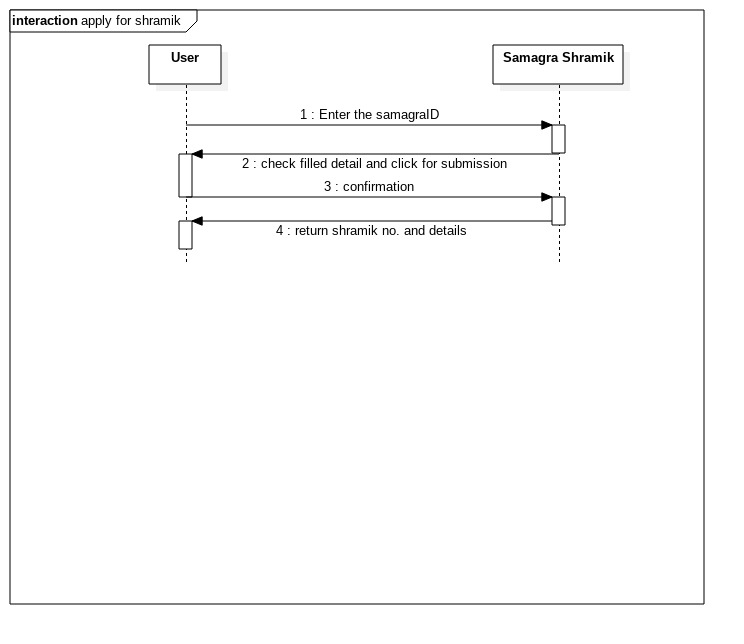 interaction apply for shramik
User
Samagra Shramik
1 : Enter the samagraID
2 : check filled detail and click for submission
3 : confirmation
4 : return shramik no. and details